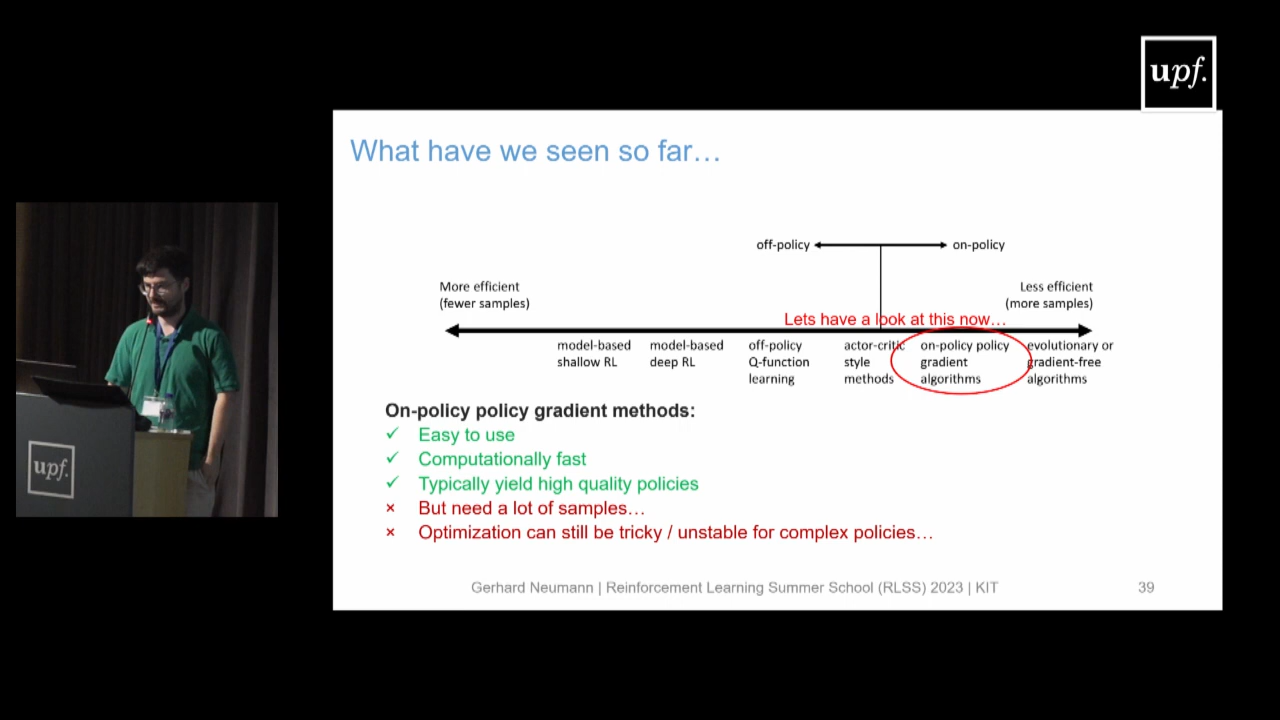 upf.
What have we seen so far…
off-policy
on-policy
More efficient
(fewer samples)
Less efficient
(more samples)
Lets have a look at this now…
model-based
shallow RL
model-based
deep RL
off-policy
Q-function
learning
actor-critic
style
methods
on-policy policy
gradient
algorithms
evolutionary or
gradient-free
algorithms
On-policy policy gradient methods:
✓ Easy to use
✓ Computationally fast
✓ Typically yield high quality policies
× But need a lot of samples…
× Optimization can still be tricky / unstable for complex policies…
upf.
Gerhard Neumann | Reinforcement Learning Summer School (RLSS) 2023 | KIT
39